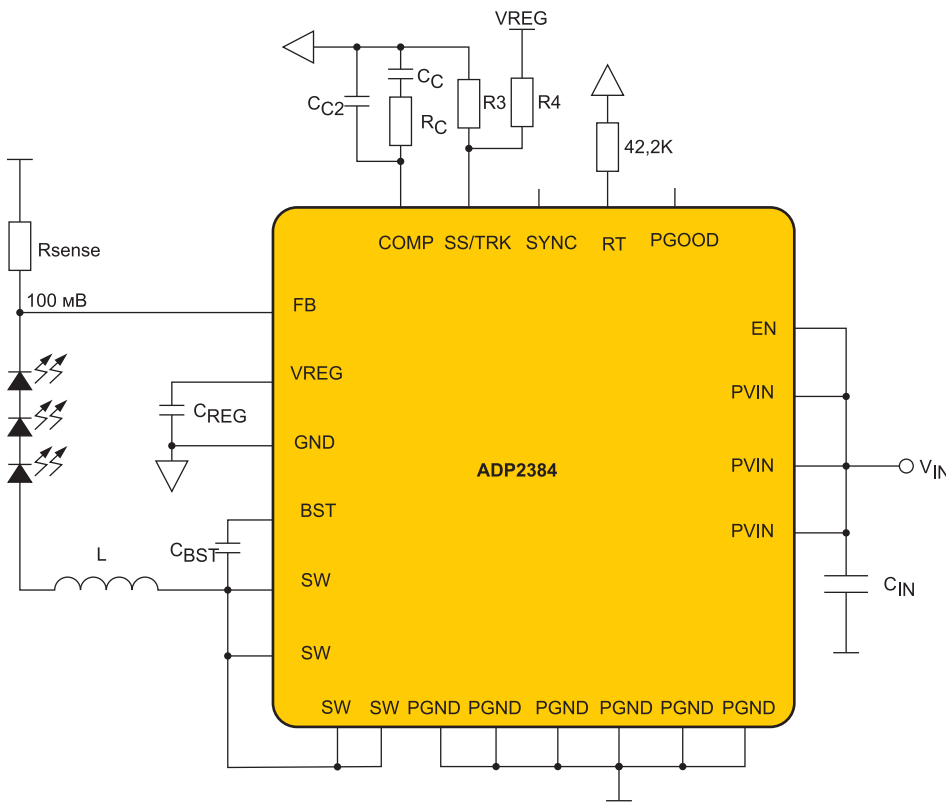 VREG
CC
CC2
RC
R3
R4
42,2K
Rsense
100 мВ
COMP SS/TRK SYNC RT PGOOD
FB
EN
VREG
PVIN
CREG
GND
ADP2384
PVIN
VIN
BST
PVIN
L
CBST
SW
CIN
SW
SW SW PGND PGND PGND PGND PGND PGND